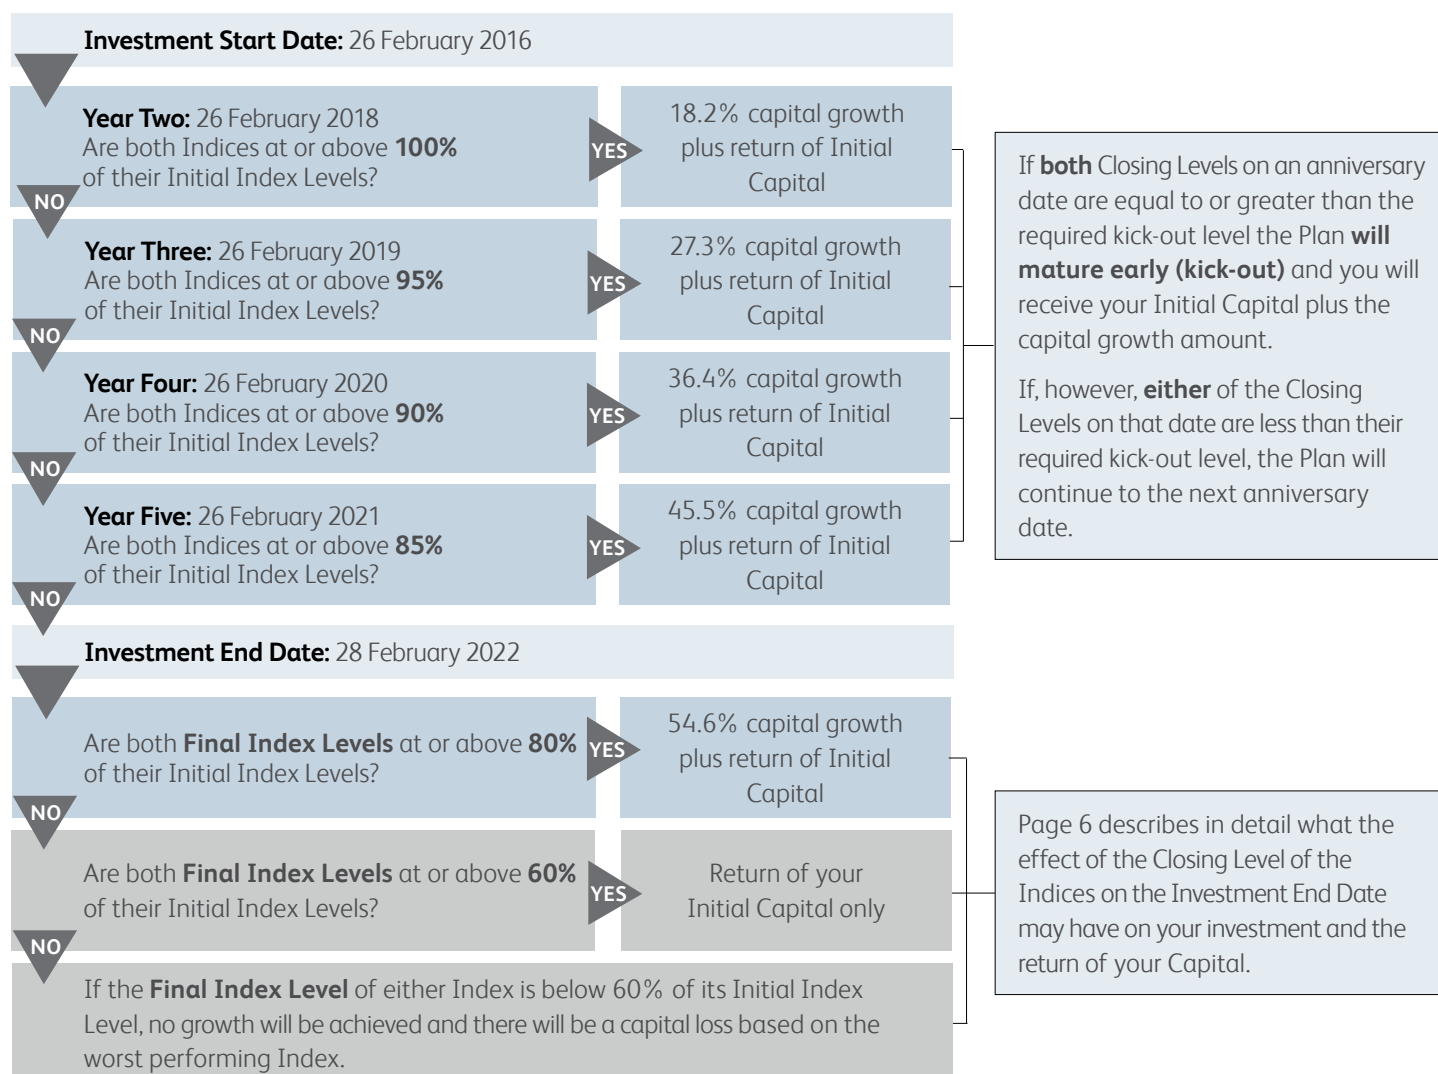 Investment Start Date: 26 February 2016
Year Two: 26 February 2018
Are both Indices at or above 100%
of their Initial Index Levels?
YES
18.2% capital growth
plus return of Initial
Capital
NO
Year Three: 26 February 2019
Are both Indices at or above 95%
of their Initial Index Levels?
YES
27.3% capital growth
plus return of Initial
Capital
NO
Year Four: 26 February 2020
Are both Indices at or above 90%
of their Initial Index Levels?
YES
36.4% capital growth
plus return of Initial
Capital
NO
Year Five: 26 February 2021
Are both Indices at or above 85%
of their Initial Index Levels?
YES
45.5% capital growth
plus return of Initial
Capital
NO
If both Closing Levels on an anniversary
date are equal to or greater than the
required kick-out level the Plan will
mature early (kick-out) and you will
receive your Initial Capital plus the
capital growth amount.
If, however, either of the Closing
Levels on that date are less than their
required kick-out level, the Plan will
continue to the next anniversary
date.
Investment End Date: 28 February 2022
Are both Final Index Levels at or above 80%
of their Initial Index Levels?
YES
54.6% capital growth
plus return of Initial
Capital
NO
Are both Final Index Levels at or above 60%
of their Initial Index Levels?
YES
Return of your
Initial Capital only
NO
If the Final Index Level of either Index is below 60% of its Initial Index
Level, no growth will be achieved and there will be a capital loss based on the
worst performing Index.
Page 6 describes in detail what the
effect of the Closing Level of the
Indices on the Investment End Date
may have on your investment and the
return of your Capital.